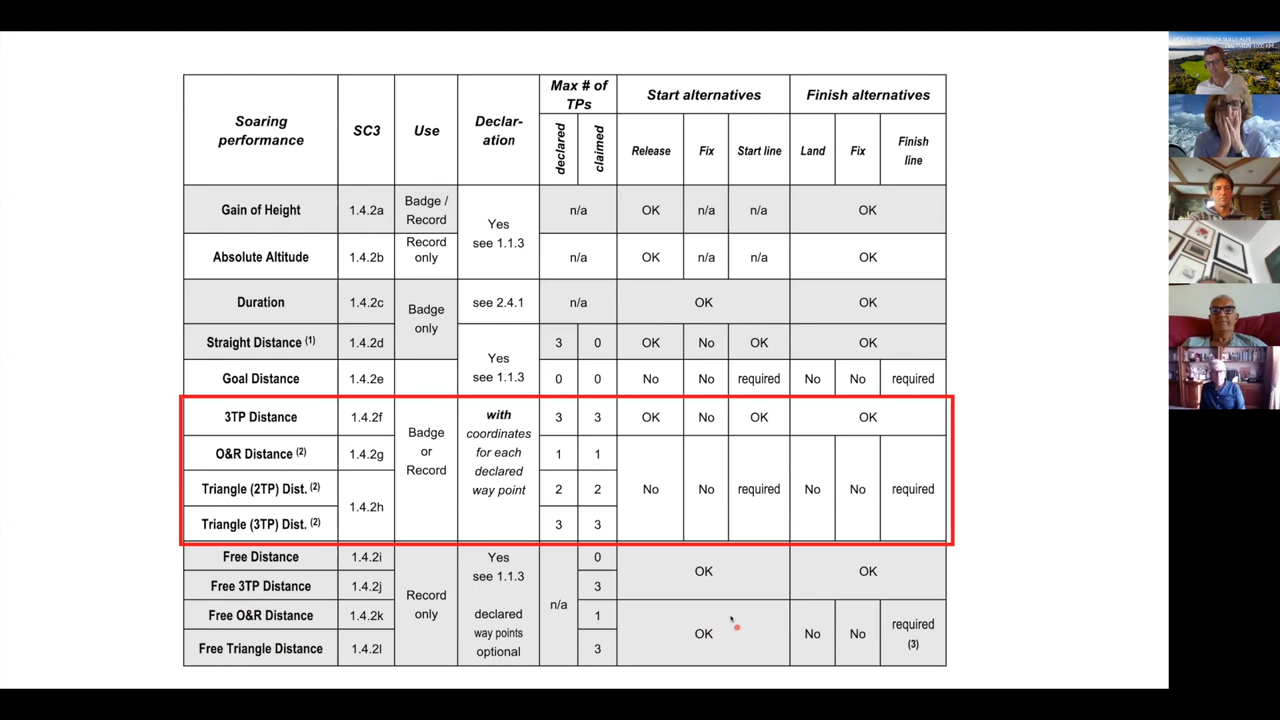 Soaring performance
SC3
Use
Declar-ation
Max # of TPs
Start alternatives
Finish alternatives
declared
claimed
Release
Fix
Start line
Land
Fix
Finish line
Gain of Height
1.4.2a
Badge / Record
Yes see 1.1.3
n/a
OK
n/a
n/a
OK
Absolute Altitude
1.4.2b
Record only
n/a
OK
n/a
n/a
OK
Duration
1.4.2c
Badge only
see 2.4.1
n/a
OK
OK
Straight Distance (1)
1.4.2d
Yes see 1.1.3
3
0
OK
No
OK
OK
Goal Distance
1.4.2e
0
0
No
No
required
No
No
required
3TP Distance
1.4.2f
Badge or Record
with coordinates for each declared way point
3
3
OK
No
OK
OK
O&R Distance (2)
1.4.2g
1
1
No
No
required
No
No
required
Triangle (2TP) Dist. (2)
1.4.2h
2
2
Triangle (3TP) Dist. (2)
3
3
Free Distance
1.4.2i
Record only
Yes see 1.1.3
declared way points optional
n/a
0
OK
OK
Free 3TP Distance
1.4.2j
3
Free O&R Distance
1.4.2k
1
OK
No
No
required (3)
Free Triangle Distance
1.4.2l
3